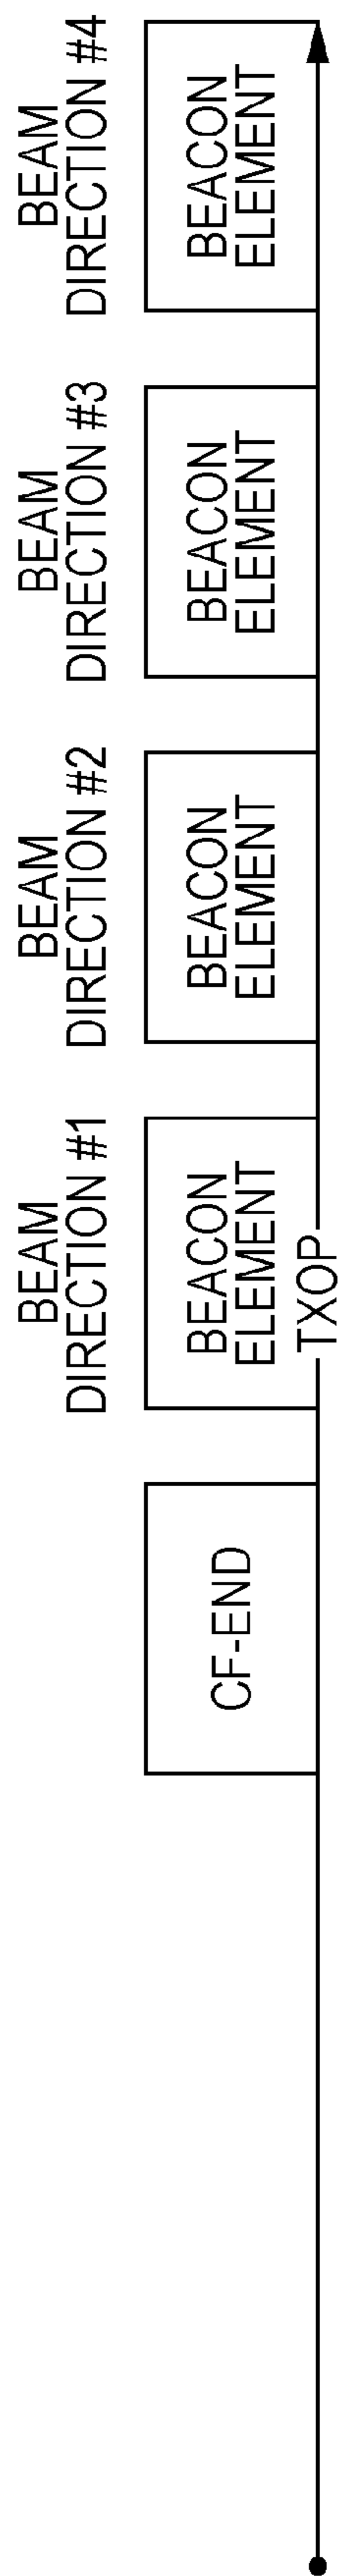 CF-END
BEAM
DIRECTION #1
BEACON
ELEMENT
TXOP
BEAM
DIRECTION #2
BEACON
ELEMENT
BEAM
DIRECTION #3
BEACON
ELEMENT
BEAM
DIRECTION #4
BEACON
ELEMENT